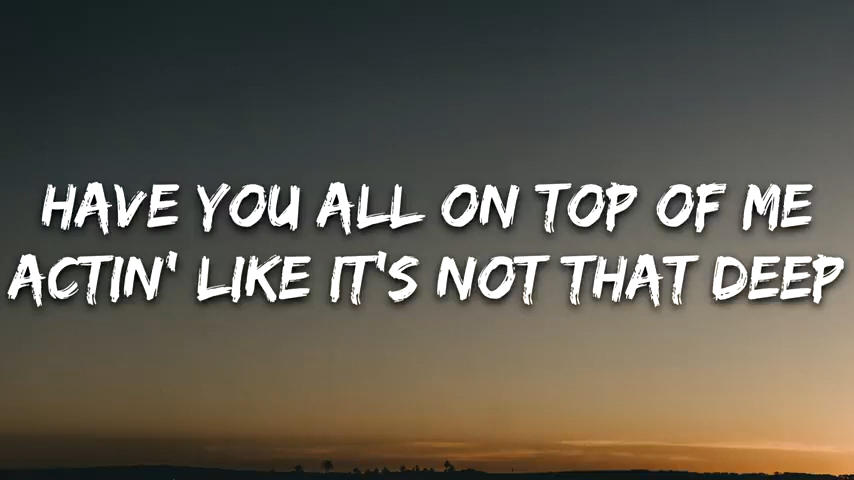 HAVE YOU ALL ON TOP OF ME
ACTIN' LIKE IT'S NOT THAT DEEP